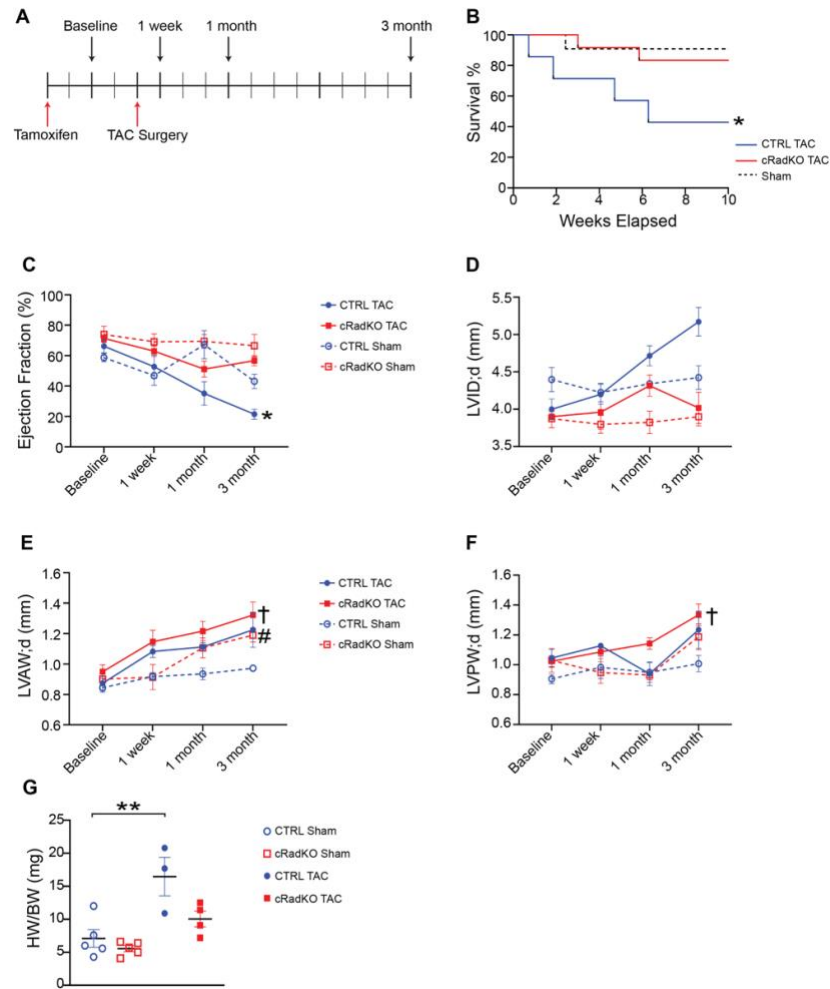 A
Baseline 1 week 1 month 3 month
Tamoxifen TAC Surgery
B
Survival %
100
80
60
40
20
0
0 2 4 6 8 10
Weeks Elapsed
*
CTRL TAC
cRadKO TAC
Sham
C
Ejection Fraction (%)
100
80
60
40
20
0
Baseline 1 week 1 month 3 month
*
CTRL TAC
cRadKO TAC
CTRL Sham
cRadKO Sham
D
LVID;d (mm)
5.5
5.0
4.5
4.0
3.5
Baseline 1 week 1 month 3 month
E
LVAW;d (mm)
1.6
1.4
1.2
1.0
0.8
0.6
Baseline 1 week 1 month 3 month
†
#
CTRL TAC
cRadKO TAC
CTRL Sham
cRadKO Sham
F
LVPW;d (mm)
1.6
1.4
1.2
1.0
0.8
0.6
Baseline 1 week 1 month 3 month
†
G
HW/BW (mg)
25
20
15
10
5
0
**
CTRL Sham
cRadKO Sham
CTRL TAC
cRadKO TAC